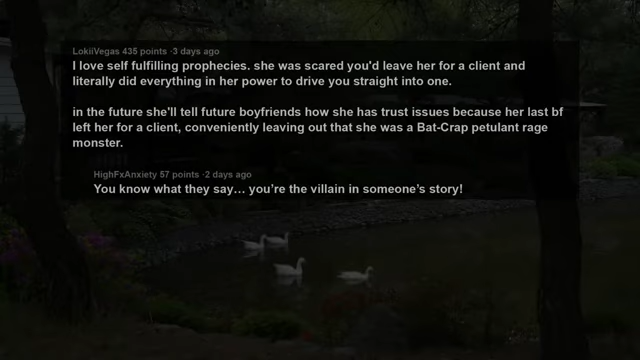 LokiiVegas 435 points ·3 days ago
I love self fulfilling prophecies. she was scared you'd leave her for a client and
literally did everything in her power to drive you straight into one.
in the future she'll tell future boyfriends how she has trust issues because her last bf
left her for a client, conveniently leaving out that she was a Bat-Crap petulant rage
monster.
HighFxAnxiety 57 points ·2 days ago
You know what they say… you’re the villain in someone’s story!